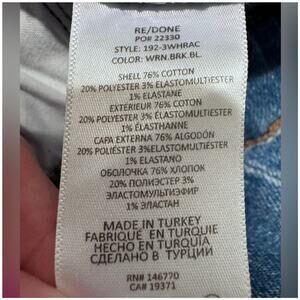 RE/DONE
PO# 22330
STYLE: 192-3WHRAC
COLOR: WRN.BRK.BL.
SHELL 76% COTTON
20% POLYESTER 3% ELASTOMULTIESTER
1% ELASTANE
EXTERIEUR 76% COTON
20% POLYESTER 3% ELASTOMULTIESTER
1% ÉLASTHANNE
CAPA EXTERNA 76% ALGODÓN
20% POLIÉSTER 3% ELASTOMULTIESTER
1% ELASTANO
ОБОЛОЧКА 76% ХЛОПОК
20% ПОЛИЭСТЕР 3%
ЭЛАСТОМУЛЬТИЭФИР
1% ЭЛАСТАН
MADE IN TURKEY
FABRIQUE EN TURQUIE
HECHO EN TURQUÍA
СДЕЛАНО В ТУРЦИИ
RN# 146770
CA# 19371